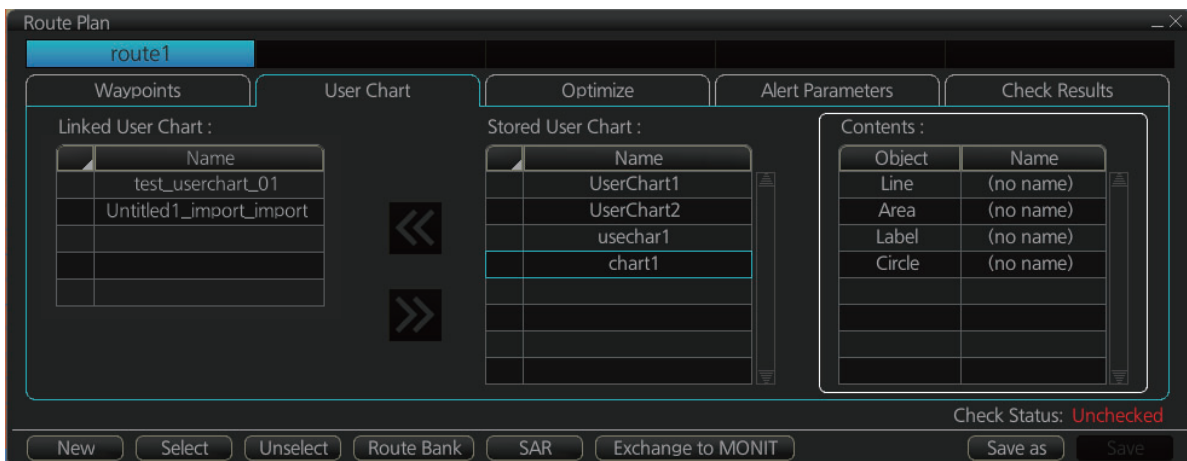 Route Plan
route1
Waypoints User Chart Optimize Alert Parameters Check Results
Linked User Chart : Stored User Chart : Contents :
Name Name Object Name
test_userchart_01 UserChart1 Line (no name)
Untitled1_import_import UserChart2 Area (no name)
usechar1 Label (no name)
chart1 Circle (no name)
Check Status: Unchecked
New Select Unselect Route Bank SAR Exchange to MONIT Save as Save